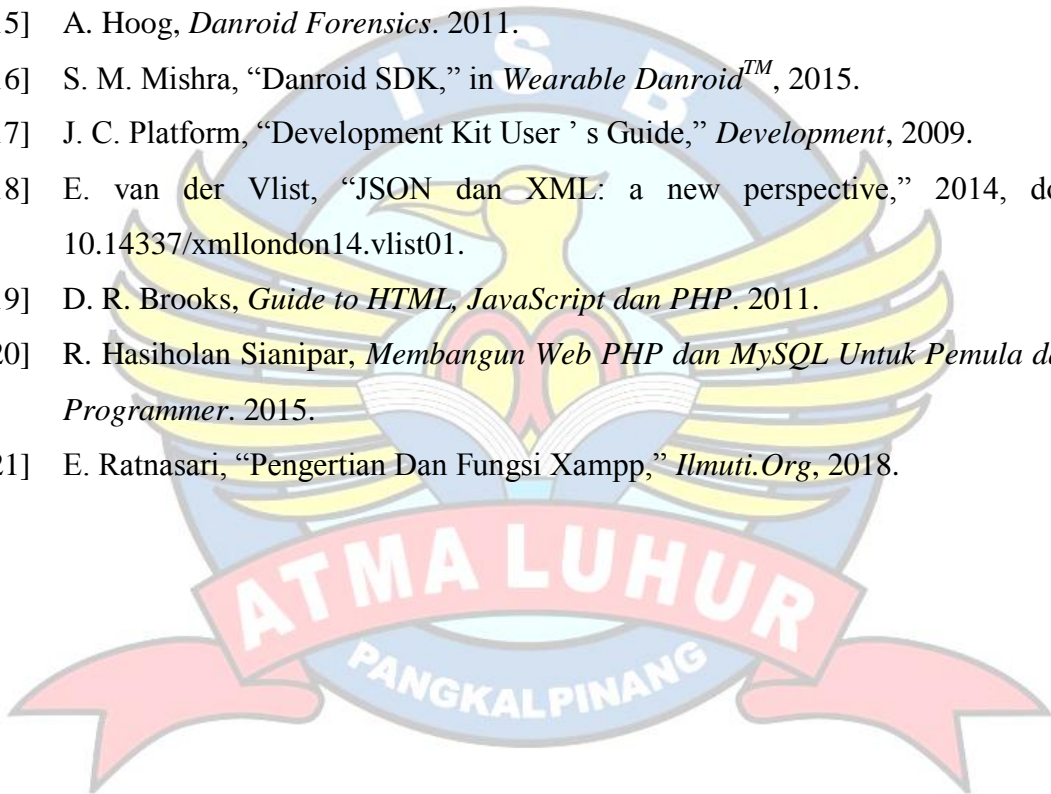 5] A. Hoog, Danroid Forensics. 2011.
6] S. M. Mishra, “Danroid SDK,” in Wearable Danroid™, 2015.
7] J. C. Platform, “Development Kit User ’ s Guide,” Development, 2009.
8] E. van der Vlist, “JSON dan XML: a new perspective,” 2014, do
10.14337/xmllondon14.vlist01.
9] D. R. Brooks, Guide to HTML, JavaScript dan PHP. 2011.
20] R. Hasiholan Sianipar, Membangun Web PHP dan MySQL Untuk Pemula da
Programmer. 2015.
21] E. Ratnasari, “Pengertian Dan Fungsi Xampp,” Ilmuti.Org, 2018.
I S B
ATMA LUHUR
PANGKALPINANG